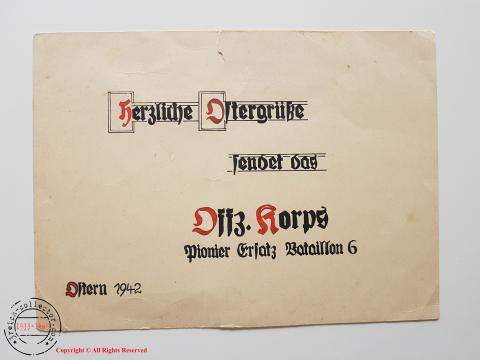 Herzliche Ostergrüße
sendet das
Offz. Korps
Pionier Ersatz Bataillon 6
Ostern 1942
Copyright © All Rights Reserved